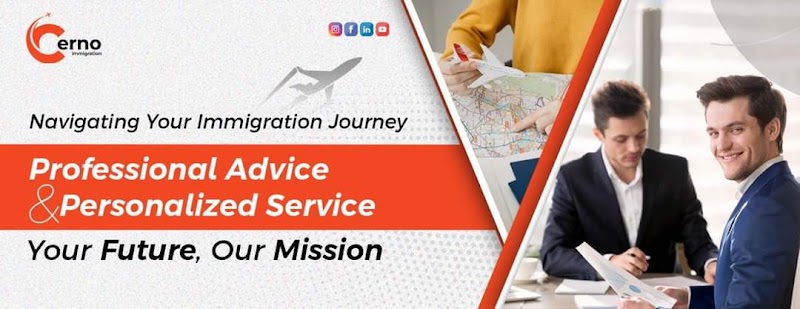 Cerno
immigration
Navigating Your Immigration Journey
Professional Advice
& Personalized Service
Your Future, Our Mission